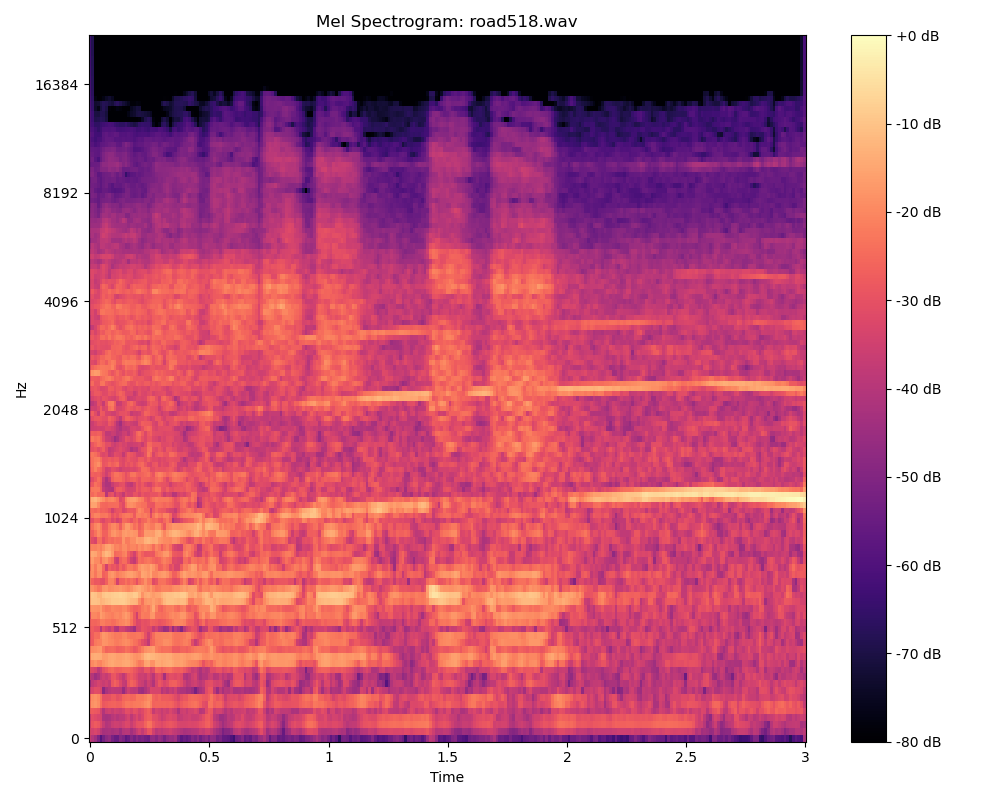 Mel Spectrogram: road518.wav
+0 dB
16384
-10 dB
8192
-20 dB
4096
-30 dB
Hz
-40 dB
2048
-50 dB
1024
-60 dB
512
-70 dB
0
-80 dB
0 0.5 1 1.5 2 2.5 3
Time